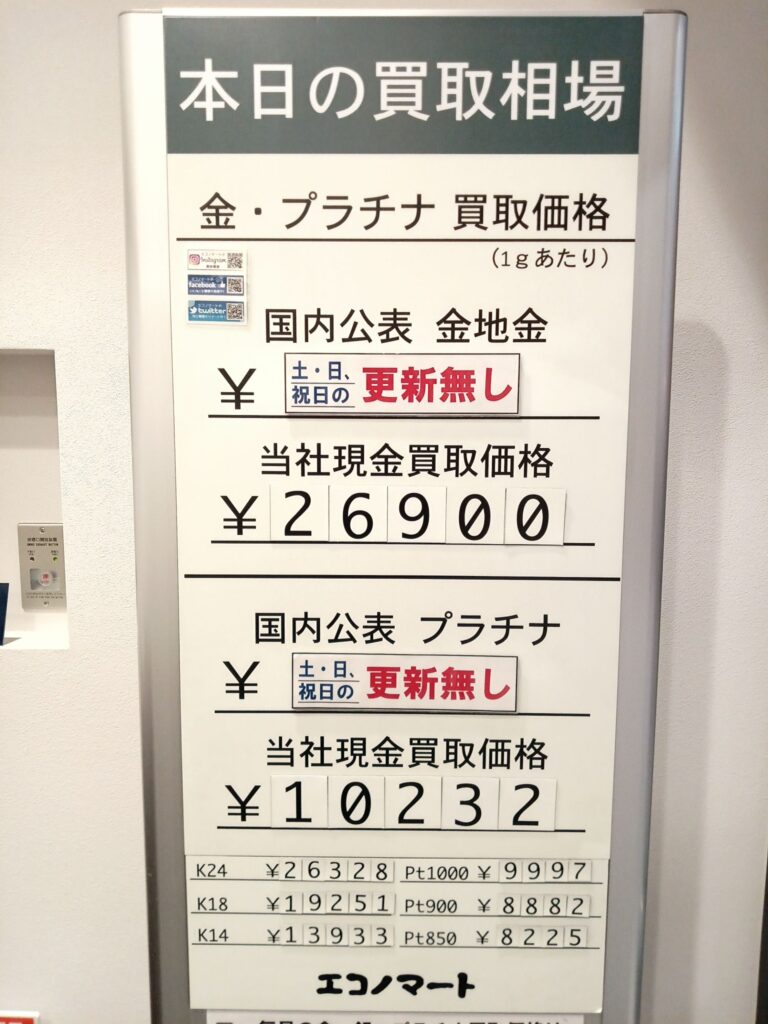 本日の買取相場
金・プラチナ 買取価格
(1gあたり)
Instagram
facebook
twitter
国内公表 金地金
¥ 土・日、祝日の 更新無し
当社現金買取価格
¥26900
国内公表 プラチナ
¥ 土・日、祝日の 更新無し
当社現金買取価格
¥10232
K24 ¥26328 Pt1000 ¥9997
K18 ¥19251 Pt900 ¥8882
K14 ¥13933 Pt850 ¥8225
エコノマート